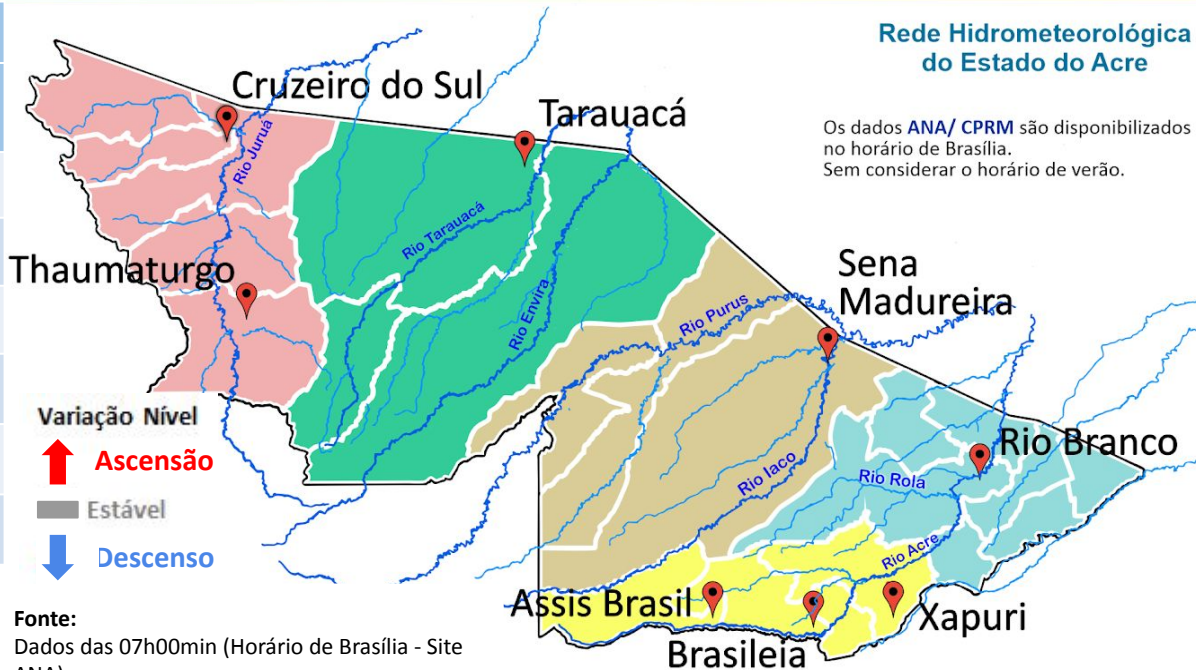 Rede Hidrometeorológica
do Estado do Acre
Os dados ANA/ CPRM são disponibilizados
no horário de Brasília.
Sem considerar o horário de verão.
Cruzeiro do Sul
Tarauacá
Rio Juruá
Rio Tarauacá
Thaumaturgo
Rio Envira
Sena
Madureira
Rio Purus
Variação Nível
Ascensão
Estável
Descenso
Rio Branco
Rio Iaco
Rio Rolá
Rio Acre
Assis Brasil
Xapuri
Brasileia
Fonte:
Dados das 07h00min (Horário de Brasília - Site
ANA)